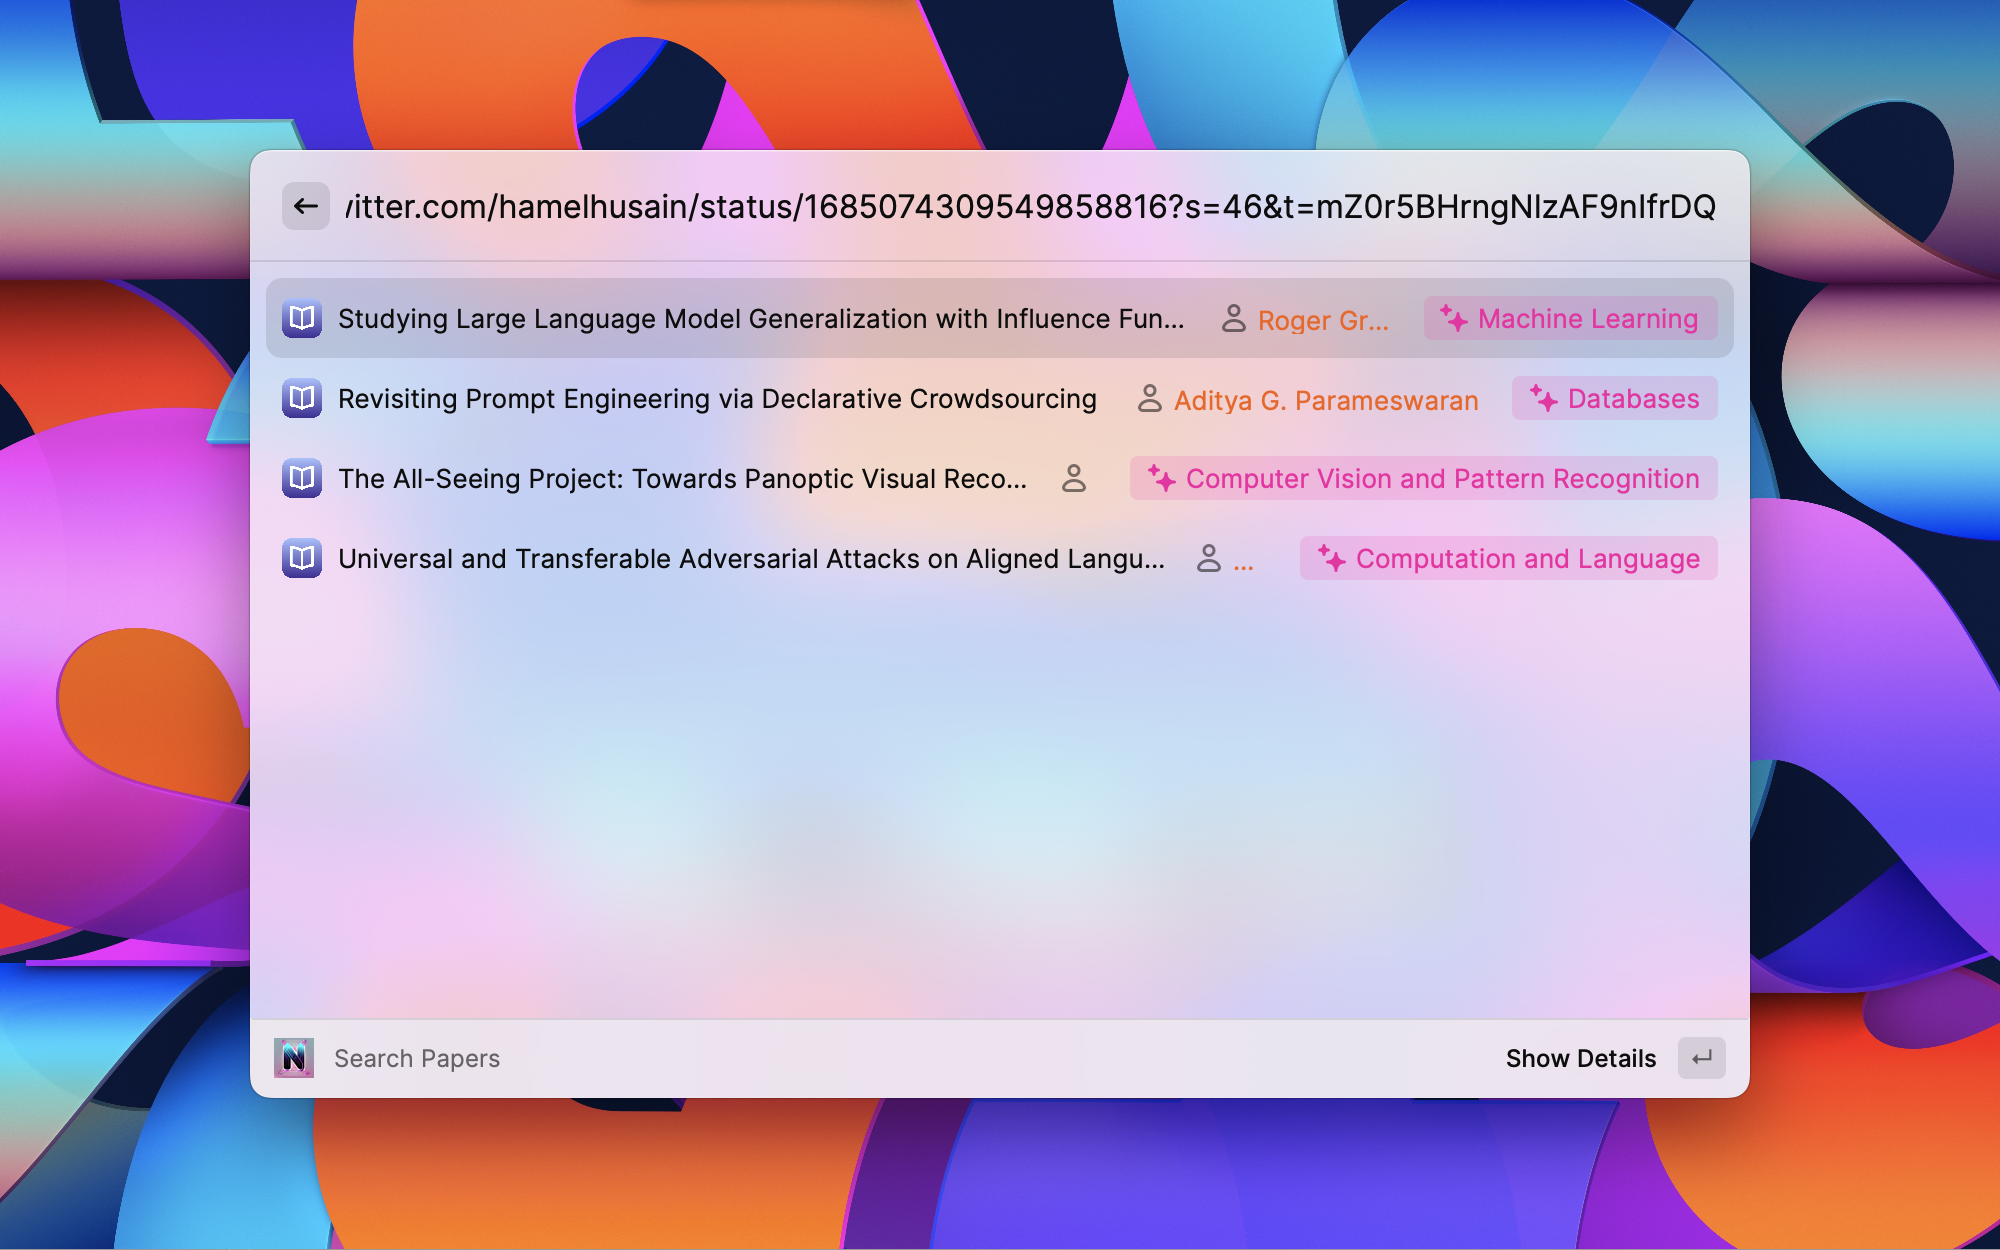 itter.com/hamelhusain/status/1685074309549858816?s=46&t=mZ0r5BHrngNIzAF9nIfrDQ
Studying Large Language Model Generalization with Influence Fun... Roger Gr... Machine Learning
Revisiting Prompt Engineering via Declarative Crowdsourcing Aditya G. Parameswaran Databases
The All-Seeing Project: Towards Panoptic Visual Reco... Computer Vision and Pattern Recognition
Universal and Transferable Adversarial Attacks on Aligned Langu... ... Computation and Language
N Search Papers Show Details